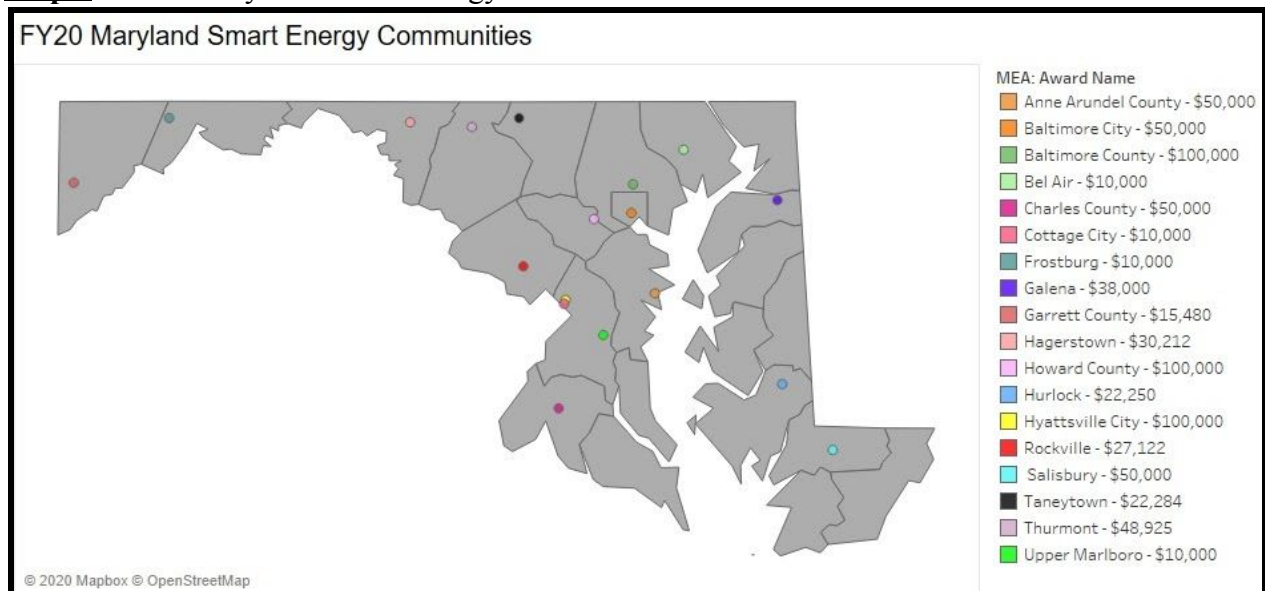 FY20 Maryland Smart Energy Communities
MEA: Award Name
Anne Arundel County - $50,000
Baltimore City - $50,000
Baltimore County - $100,000
Bel Air - $10,000
Charles County - $50,000
Cottage City - $10,000
Frostburg - $10,000
Galena - $38,000
Garrett County - $15,480
Hagerstown - $30,212
Howard County - $100,000
Hurlock - $22,250
Hyattsville City - $100,000
Rockville - $27,122
Salisbury - $50,000
Taneytown - $22,284
Thurmont - $48,925
Upper Marlboro - $10,000
© 2020 Mapbox © OpenStreetMap